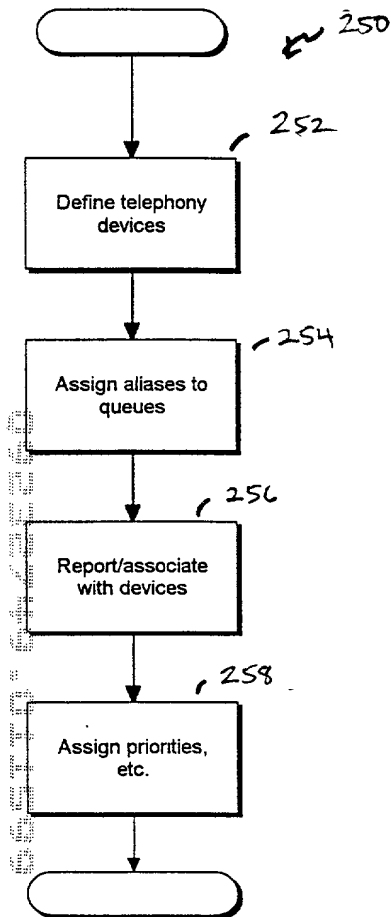 250
252
Define telephony
devices
254
Assign aliases to
queues
256
Report/associate
with devices
258
Assign priorities,
etc.